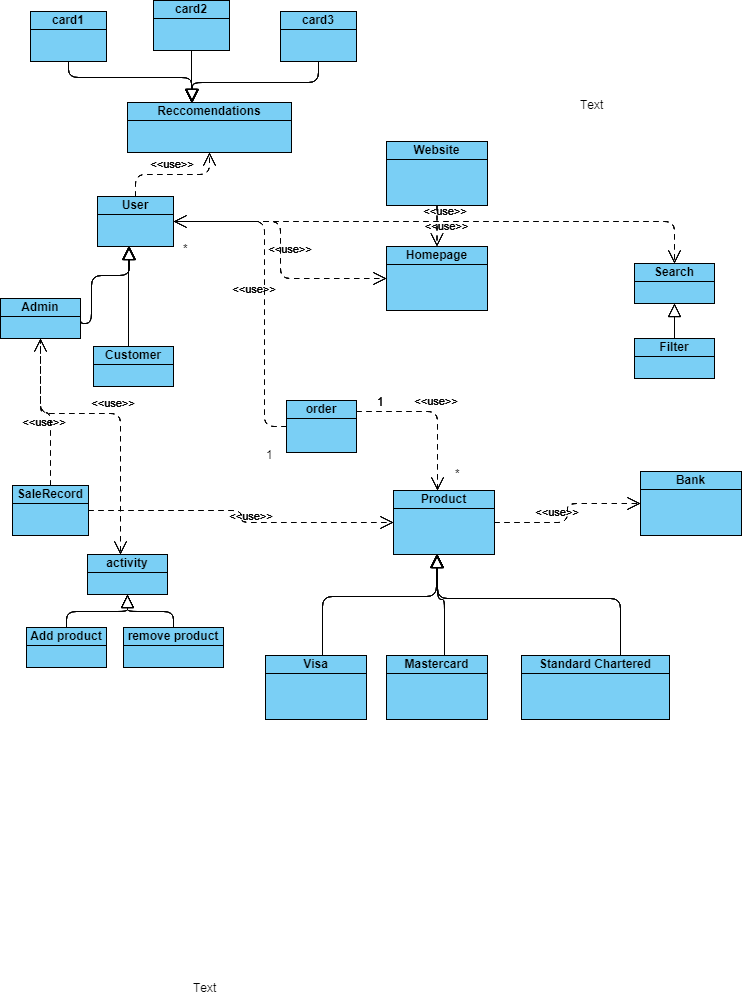 card1
card2
card3
Text
Reccomendations
<<use>>
Website
User
<<use>>
<<use>>
*
<<use>>
Homepage
Search
<<use>>
Admin
Customer
Filter
<<use>>
<<use>>
order
1
<<use>>
1
*
SaleRecord
Product
Bank
<<use>>
<<use>>
activity
Add product
remove product
Visa
Mastercard
Standard Chartered
Text